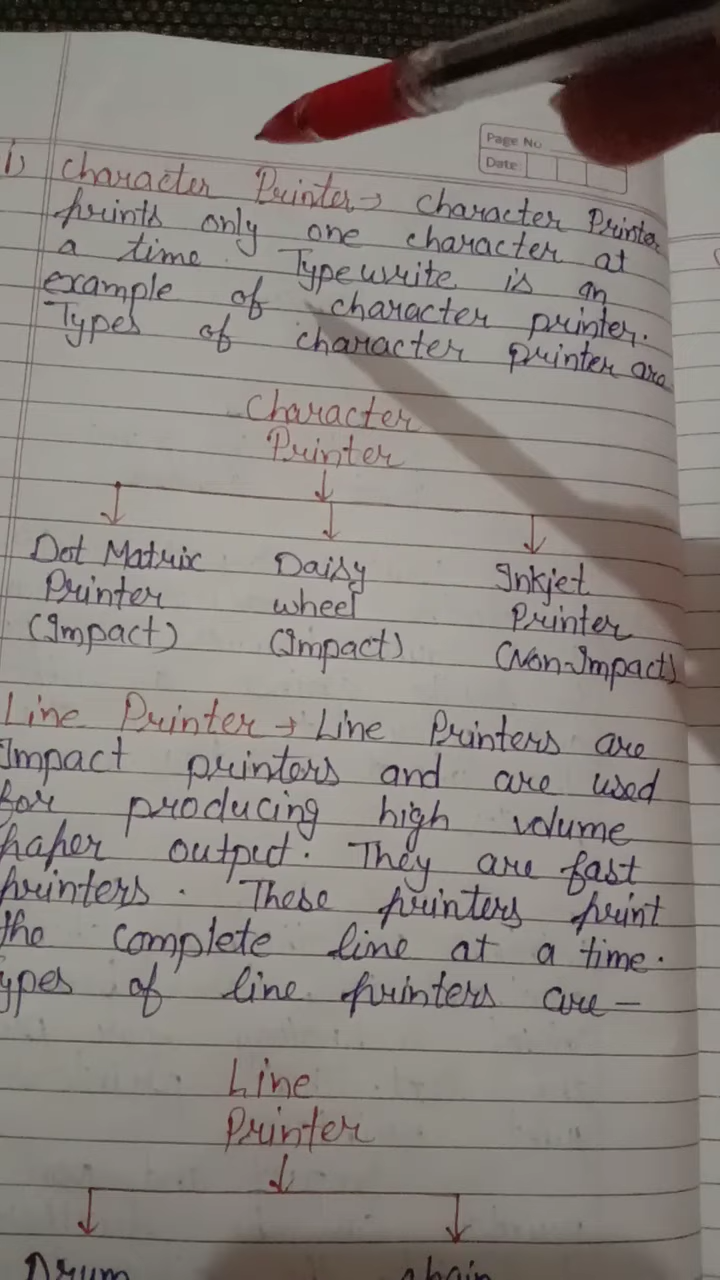 Page No
Date
i) Character Printer → Character Printer
prints only one character at
a time. Typewrite is an
example of character printer.
Types of character printer are
Character
Printer
Dot Matrix Daisy Inkjet
Printer wheel Printer
(Impact) (Impact) (Non-Impact)
Line Printer → Line Printers are
Impact printers and are used
for producing high volume
paper output. They are fast
printers. These printers print
the complete line at a time.
ypes of line printers are –
Line
Printer
Drum chain